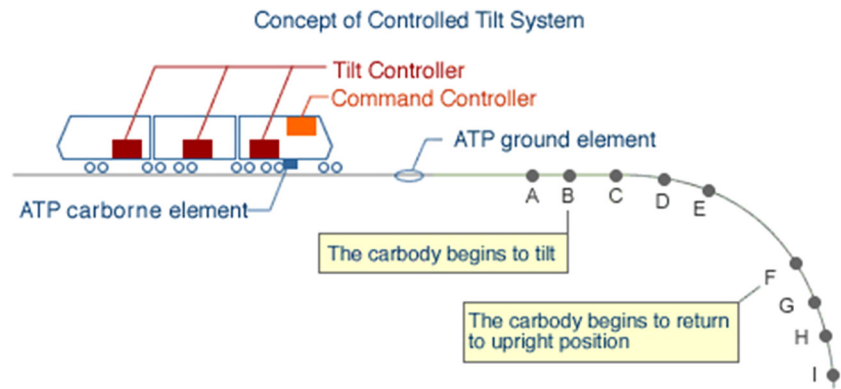 Concept of Controlled Tilt System
Tilt Controller
Command Controller
ATP ground element
ATP carborne element
A
B
C
D
E
The carbody begins to tilt
F
G
The carbody begins to return
to upright position
H
I